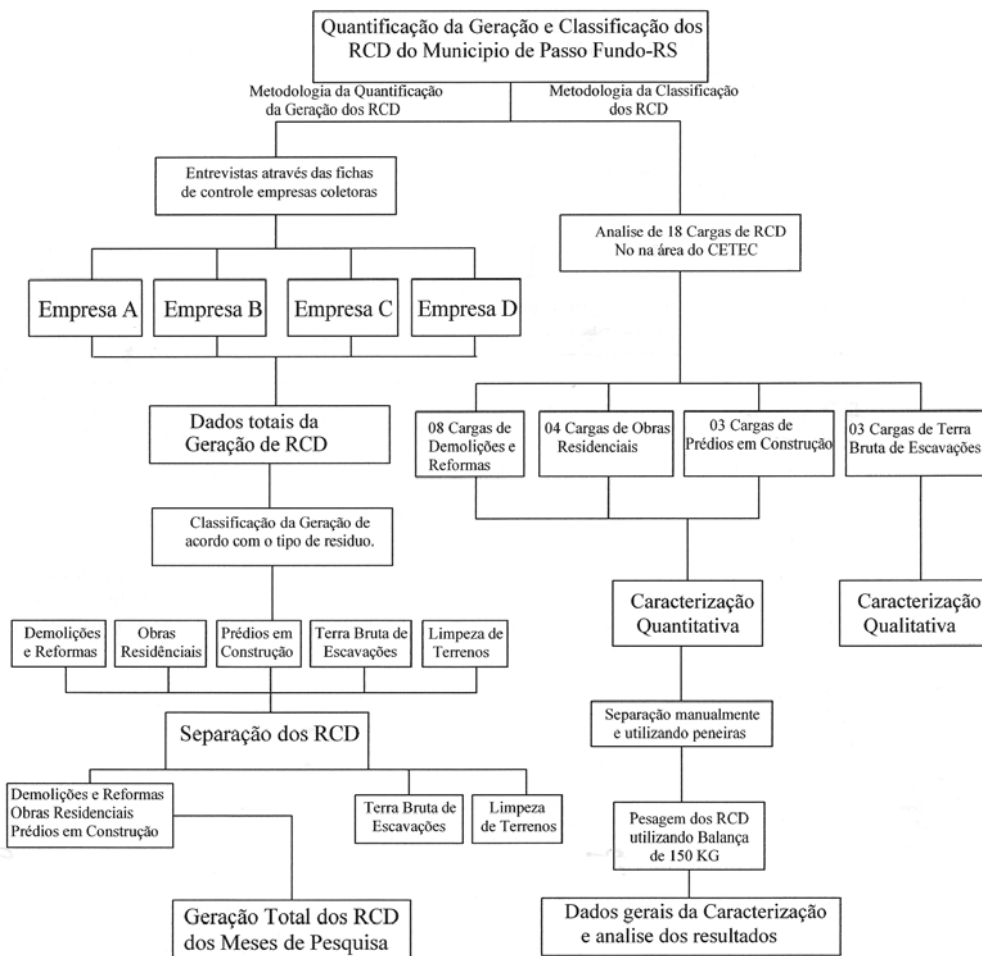 Quantificação da Geração e Classificação dos
RCD do Municipio de Passo Fundo-RS
Metodologia da Quantificação
da Geração dos RCD
Metodologia da Classificação
dos RCD
Entrevistas através das fichas
de controle empresas coletoras
Empresa A
Empresa B
Empresa C
Empresa D
Dados totais da
Geração de RCD
Classificação da Geração de
acordo com o tipo de residuo.
Demolições
e Reformas
Obras
Residênciais
Prédios em
Construção
Terra Bruta de
Escavações
Limpeza de
Terrenos
Separação dos RCD
Demolições e Reformas
Obras Residenciais
Prédios em Construção
Terra Bruta de
Escavações
Limpeza
de Terrenos
Geração Total dos RCD
dos Meses de Pesquisa
Analise de 18 Cargas de RCD
No na área do CETEC
08 Cargas de
Demolições e
Reformas
04 Cargas de Obras
Residenciais
03 Cargas de
Prédios em Construção
03 Cargas de Terra
Bruta de Escavações
Caracterização
Quantitativa
Caracterização
Qualitativa
Separação manualmente
e utilizando peneiras
Pesagem dos RCD
utilizando Balança
de 150 KG
Dados gerais da Caracterização
e analise dos resultados